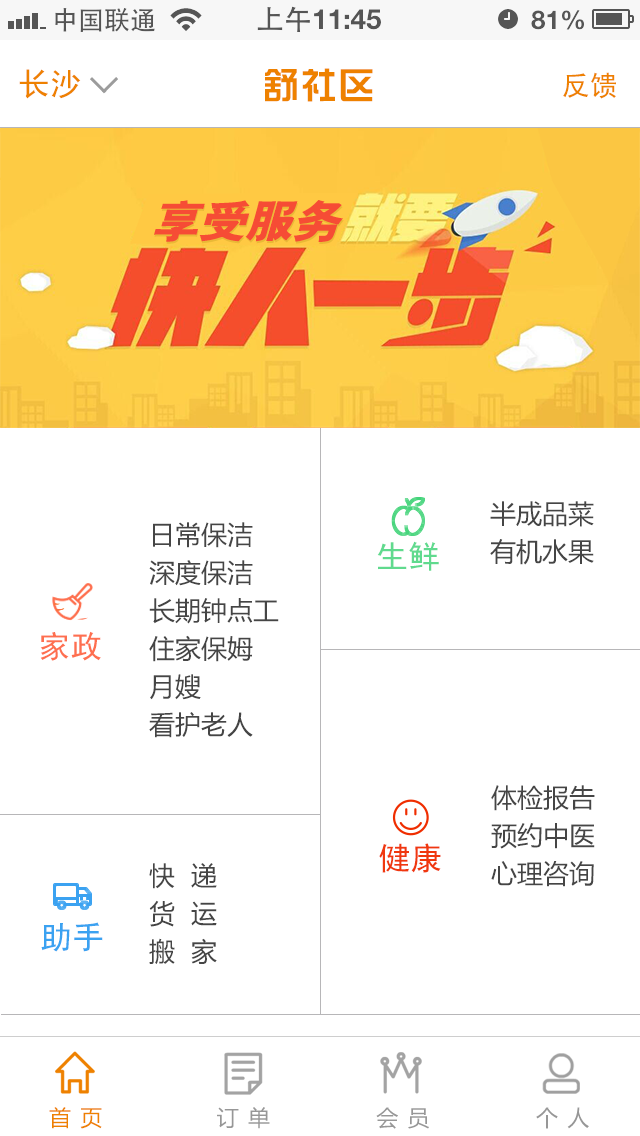 中国联通 上午11:45 81%
长沙 舒社区 反馈
享受服务就要
快人一步
家政
日常保洁
深度保洁
长期钟点工
住家保姆
月嫂
看护老人
生鲜
半成品菜
有机水果
助手
快 递
货 运
搬 家
健康
体检报告
预约中医
心理咨询
首页 订单 会员 个人